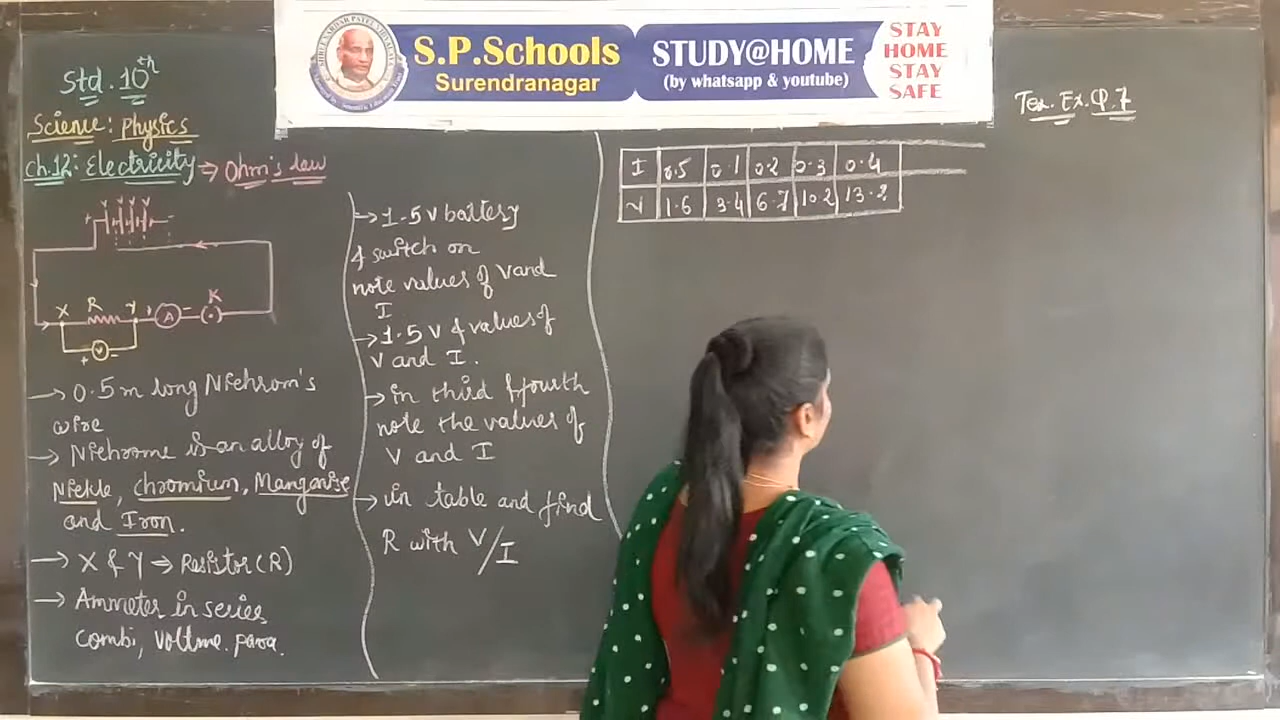 S.P.Schools
Surendranagar
STUDY@HOME
(by whatsapp & youtube)
STAY
HOME
STAY
SAFE
Std. 10th
Science: Physics
Ch.12: Electricity → Ohm's law
X R Y + A - K
+ V -
→ 0.5 m long Nichrom's
wire
→ Nichrome is an alloy of
Nickle, Chromium, Manganise
and Iron.
→ X & Y ⇒ Resistor (R)
→ Ammeter in series
combi, voltme. para.
→ 1.5 V battery
& switch on
note values of V and
I
→ 1.5 V & values of
V and I.
→ in third & fourth
note the values of
V and I
→ in table and find
R with V/I
I 0.5 0.1 0.2 0.3 0.4
V 1.6 3.4 6.7 10.2 13.2
Tex. Ex. Q.7